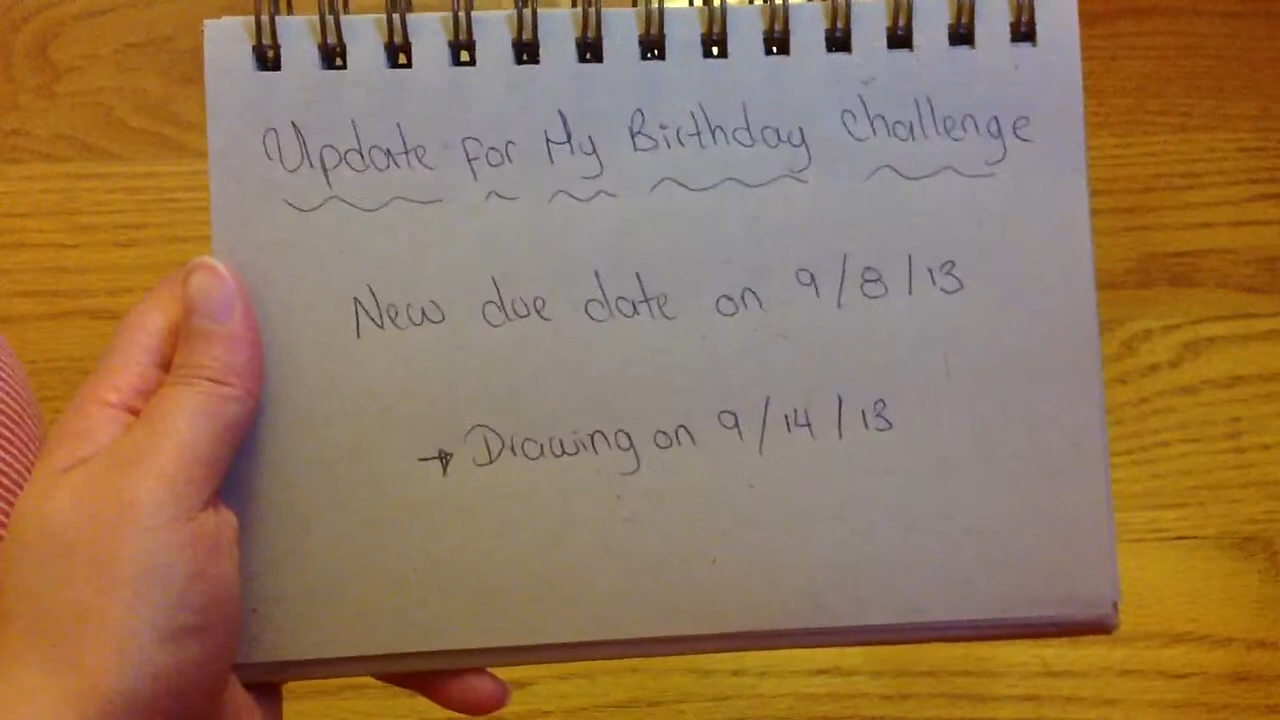 Update for My Birthday Challenge
New due date on 9/8/13
→ Drawing on 9/14/13